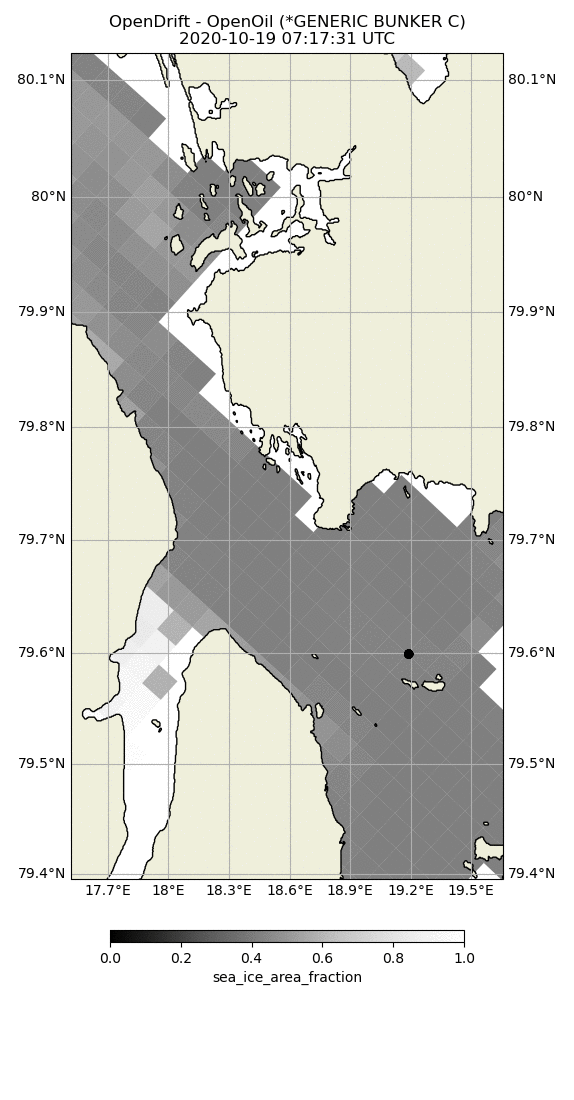 OpenDrift - OpenOil (*GENERIC BUNKER C)
2020-10-19 07:17:31 UTC
80.1°N 80.1°N
80°N 80°N
79.9°N 79.9°N
79.8°N 79.8°N
79.7°N 79.7°N
79.6°N 79.6°N
79.5°N 79.5°N
79.4°N 79.4°N
17.7°E 18°E 18.3°E 18.6°E 18.9°E 19.2°E 19.5°E
0.0 0.2 0.4 0.6 0.8 1.0
sea_ice_area_fraction